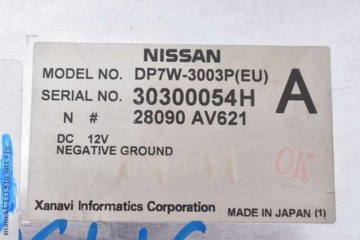 NISSAN
MODEL NO. DP7W-3003P(EU)
SERIAL NO. 30300054H A
N # 28090 AV621
DC 12V
NEGATIVE GROUND
OK
Xanavi Informatics Corporation MADE IN JAPAN (1)